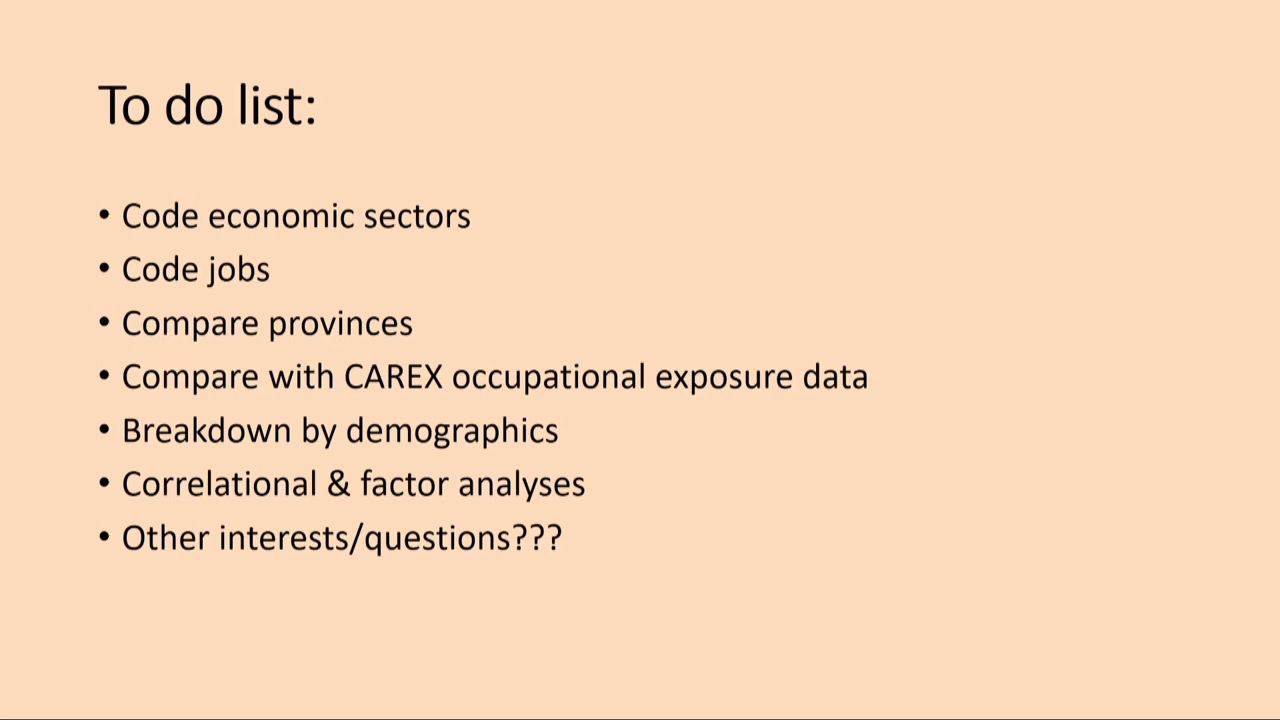 To do list:
• Code economic sectors
• Code jobs
• Compare provinces
• Compare with CAREX occupational exposure data
• Breakdown by demographics
• Correlational & factor analyses
• Other interests/questions???